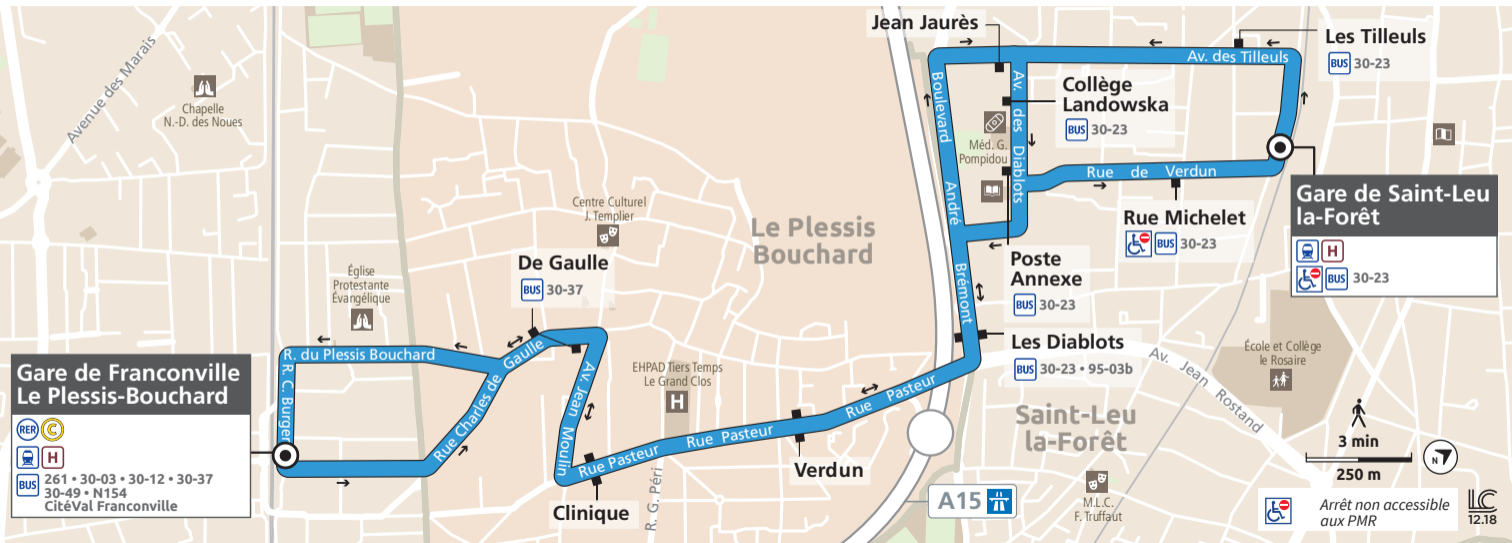 Avenue des Marais
Chapelle
N.-D. des Noues
Église
Protestante
Évangélique
Gare de Franconville
Le Plessis-Bouchard
RER C
H
BUS 261 • 30-03 • 30-12 • 30-37
30-49 • N154
CitéVal Franconville
R. du Plessis Bouchard
R. C. Burger
Rue Charles de Gaulle
De Gaulle
BUS 30-37
Centre Culturel
J. Templier
Av. Jean Moulin
EHPAD Tiers Temps
Le Grand Clos
H
Clinique
Rue Pasteur
R. G. Péri
Rue Pasteur
Verdun
Rue Pasteur
Le Plessis
Bouchard
A15
Jean Jaurès
Boulevard André Brémont
Av. des Diablots
Collège
Landowska
BUS 30-23
Méd. G.
Pompidou
Av. des Tilleuls
Les Tilleuls
BUS 30-23
Rue de Verdun
Rue Michelet
BUS 30-23
Poste
Annexe
BUS 30-23
Les Diablots
BUS 30-23 • 95-03b
Gare de Saint-Leu
la-Forêt
H
BUS 30-23
Av. Jean Rostand
École et Collège
le Rosaire
Saint-Leu
la-Forêt
M.L.C.
F. Truffaut
3 min
250 m
N
Arrêt non accessible
aux PMR
LC
12.18